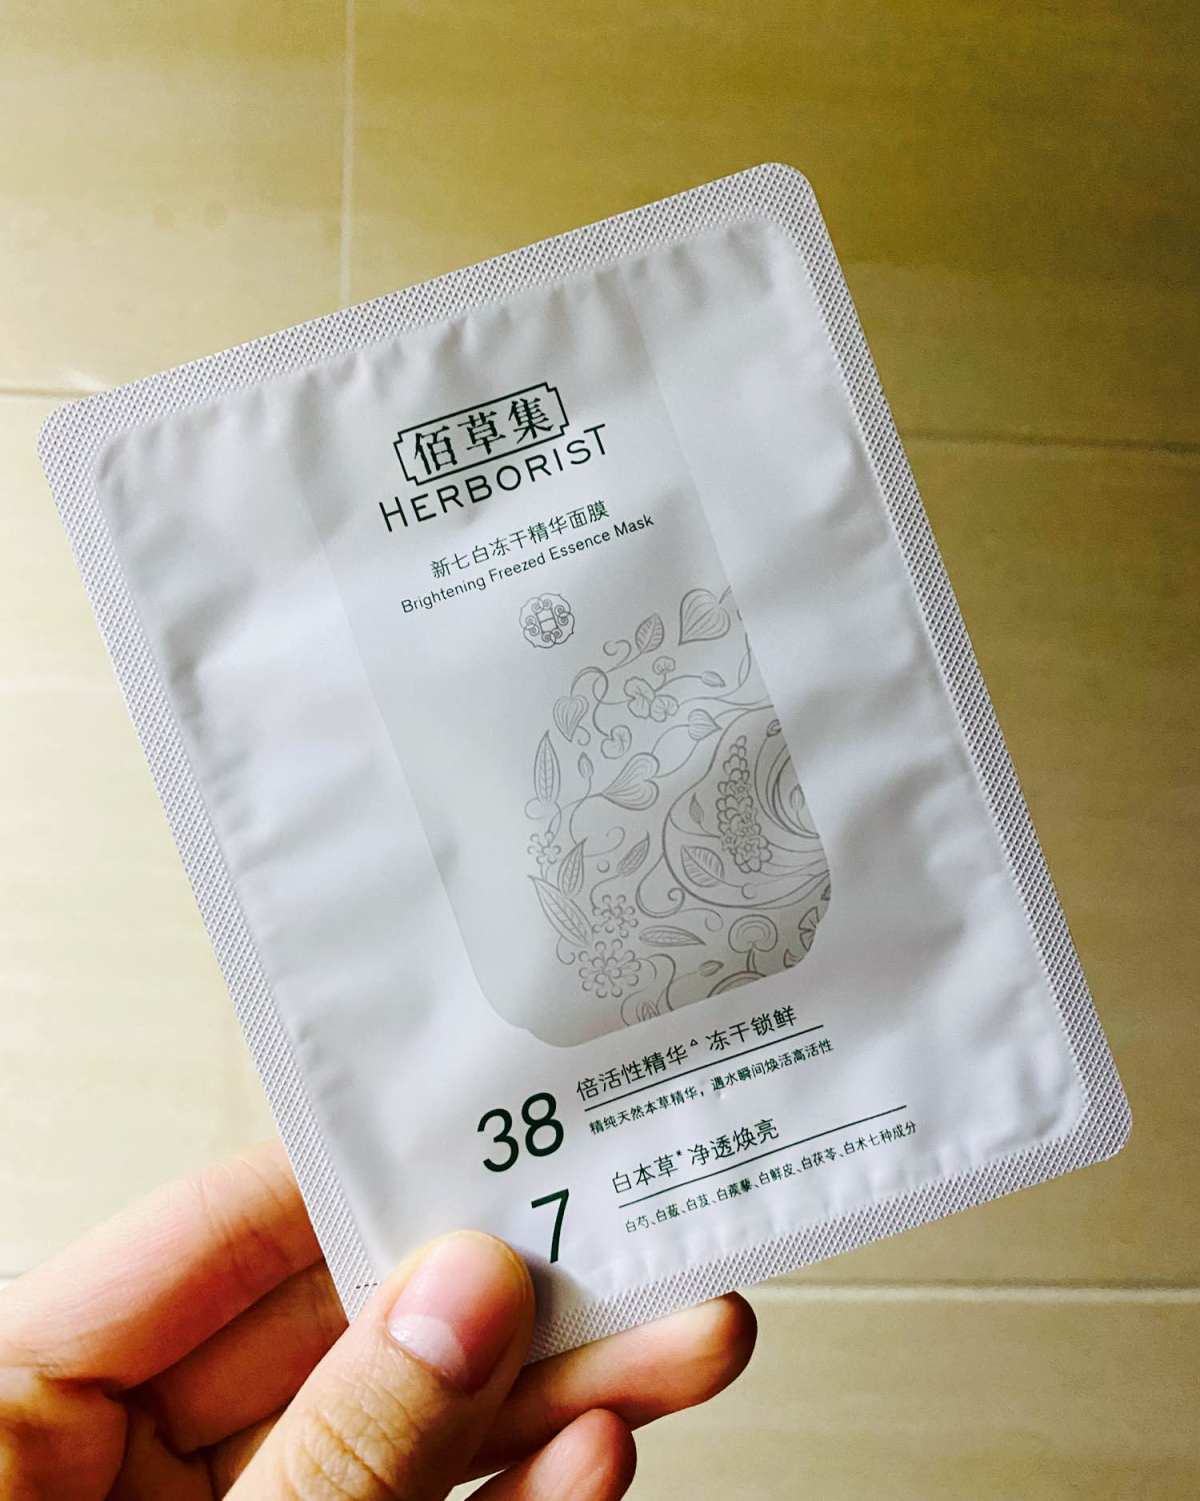 佰草集
HERBORIST
新七白冻干精华面膜
Brightening Freezed Essence Mask
38 倍活性精华△ 冻干锁鲜
精纯天然本草精华，遇水瞬间焕活高活性
7 白本草* 净透焕亮
白芍、白蔹、白芨、白蒺藜、白鲜皮、白茯苓、白术七种成分